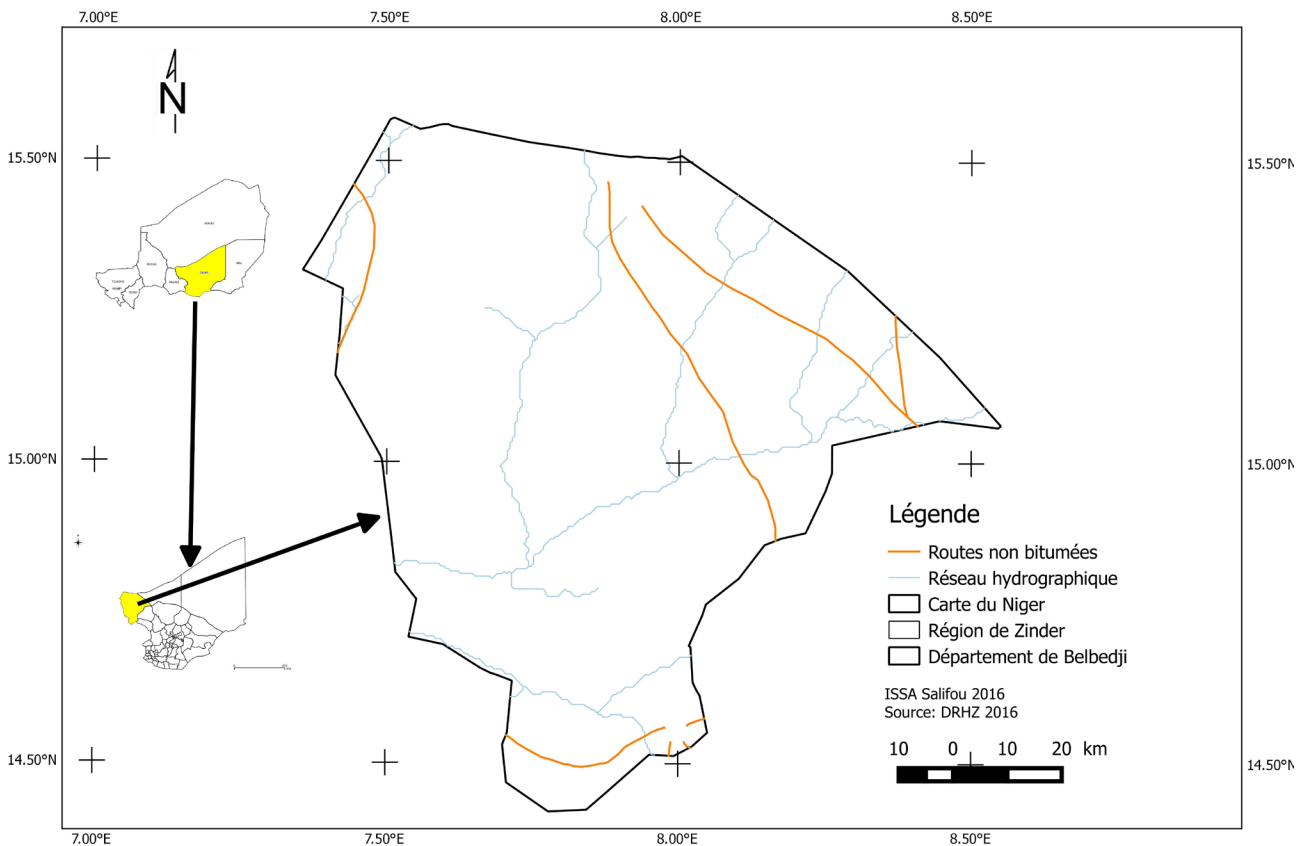 7.00°E 7.50°E 8.00°E 8.50°E
N
15.50°N 15.50°N
15.00°N 15.00°N
Légende
Routes non bitumées
Réseau hydrographique
Carte du Niger
Région de Zinder
Département de Belbedji
ISSA Salifou 2016
Source: DRHZ 2016
10 0 10 20 km
14.50°N 14.50°N
7.00°E 7.50°E 8.00°E 8.50°E